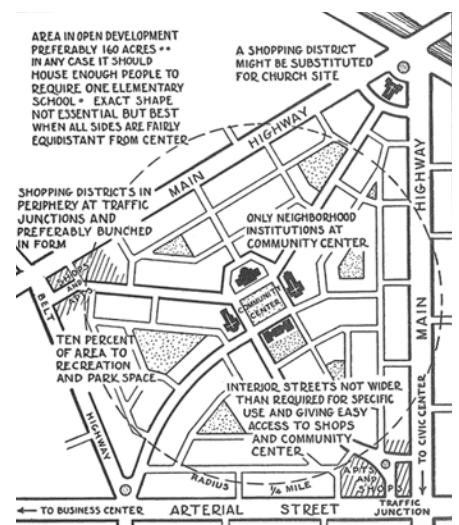 AREA IN OPEN DEVELOPMENT
PREFERABLY 160 ACRES • •
IN ANY CASE IT SHOULD
HOUSE ENOUGH PEOPLE TO
REQUIRE ONE ELEMENTARY
SCHOOL • EXACT SHAPE
NOT ESSENTIAL BUT BEST
WHEN ALL SIDES ARE FAIRLY
EQUIDISTANT FROM CENTER
A SHOPPING DISTRICT
MIGHT BE SUBSTITUTED
FOR CHURCH SITE
MAIN HIGHWAY
HIGHWAY
MAIN
SHOPPING DISTRICTS IN
PERIPHERY AT TRAFFIC
JUNCTIONS AND
PREFERABLY BUNCHED
IN FORM
ONLY NEIGHBORHOOD
INSTITUTIONS AT
COMMUNITY CENTER
SHOPS
AND
APTS
BELT
HIGHWAY
COMMUNITY
CENTER
TEN PERCENT
OF AREA TO
RECREATION
AND PARK SPACE
INTERIOR STREETS NOT WIDER
THAN REQUIRED FOR SPECIFIC
USE AND GIVING EASY
ACCESS TO SHOPS
AND COMMUNITY
CENTER
TO CIVIC CENTER
RADIUS 1/4 MILE
APTS
AND
SHOPS
TRAFFIC
JUNCTION
TO BUSINESS CENTER
ARTERIAL STREET